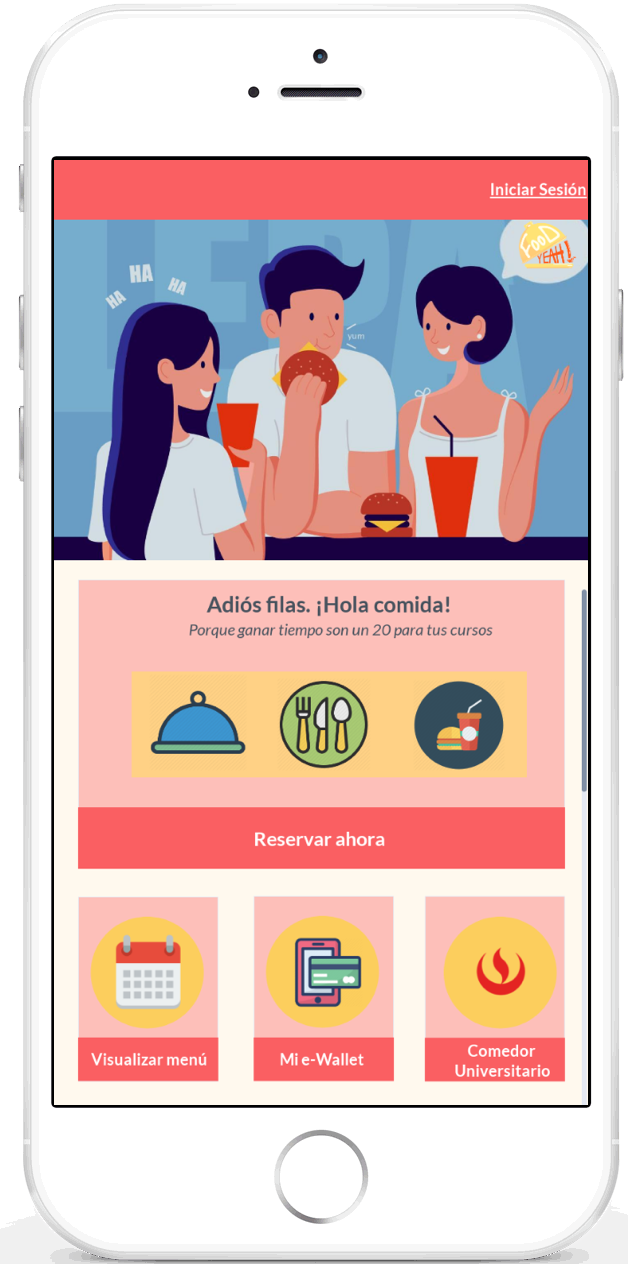 Iniciar Sesión
FOOD
YEAH!
HA
HA
HA
yum
Adiós filas. ¡Hola comida!
Porque ganar tiempo son un 20 para tus cursos
Reservar ahora
Visualizar menú
Mi e-Wallet
Comedor
Universitario